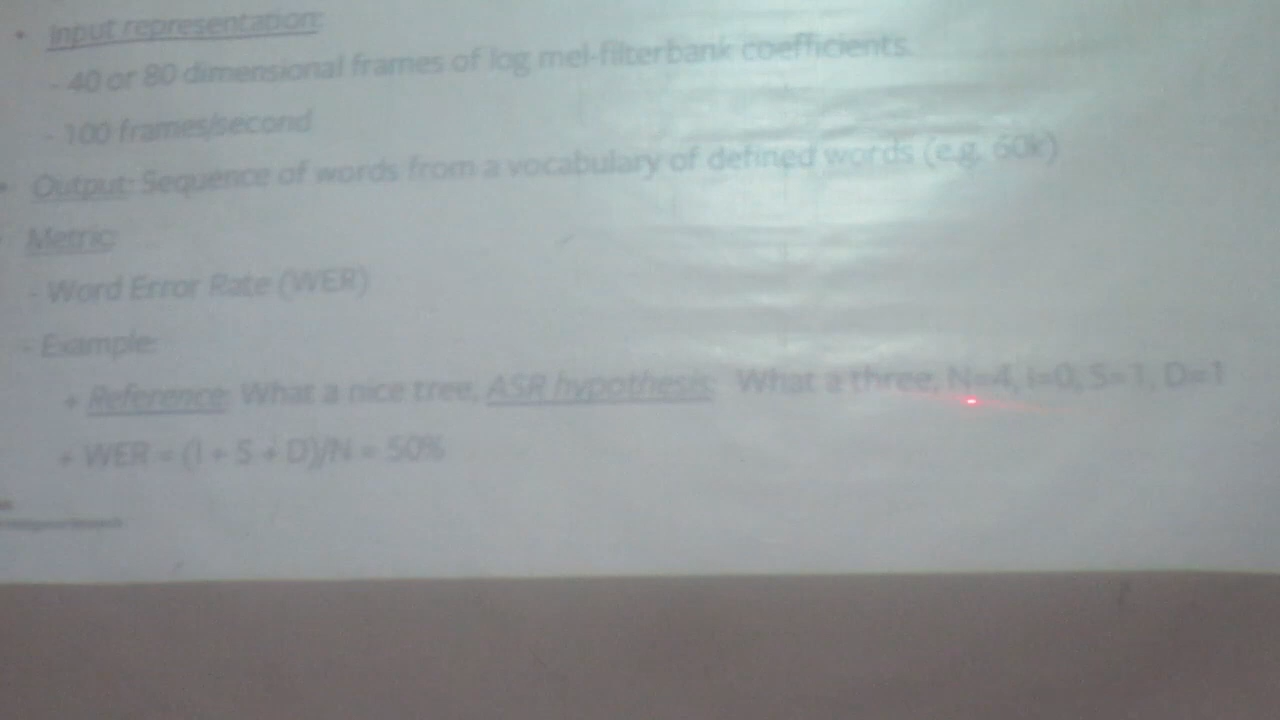 • Input representation:
- 40 or 80 dimensional frames of log mel-filterbank coefficients.
- 100 frames/second
• Output: Sequence of words from a vocabulary of defined words (e.g. 60k)
Metric:
- Word Error Rate (WER)
- Example:
+ Reference: What a nice tree, ASR hypothesis: What a three, N=4, I=0, S=1, D=1
+ WER = (I + S + D)/N = 50%